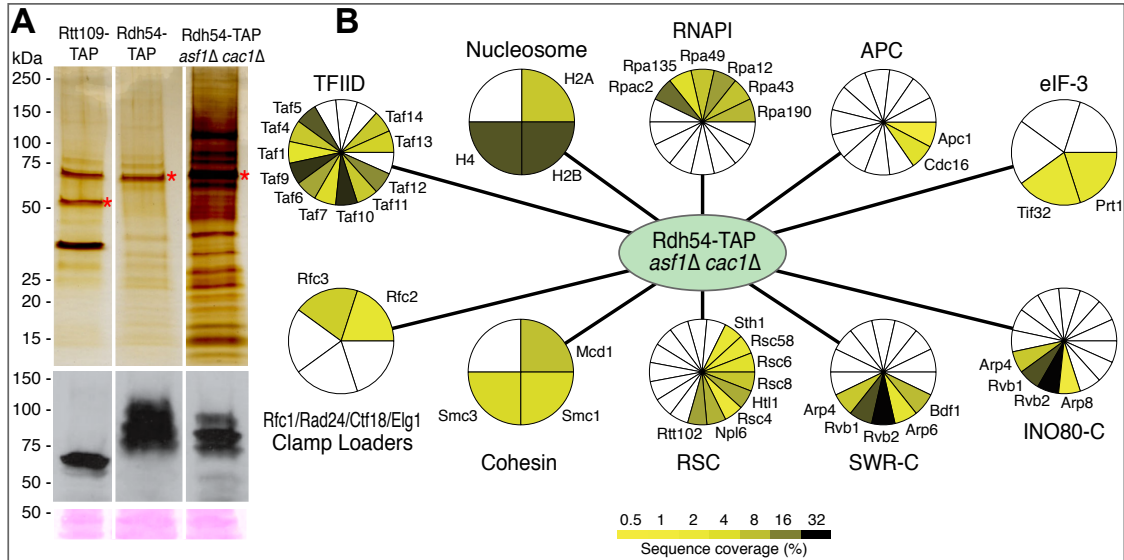 A
Rtt109-
TAP
Rdh54-
TAP
Rdh54-TAP
asf1Δ cac1Δ
kDa
250 -
150 -
100 -
75 -
50 -
25 -
20 -
15 -
*
*
*
150 -
100 -
75 -
50 -
50 -
B
TFIID
Taf5
Taf4
Taf1
Taf9
Taf6
Taf7
Taf10
Taf11
Taf12
Taf13
Taf14
Nucleosome
H2A
H4
H2B
RNAPI
Rpa135
Rpac2
Rpa49
Rpa12
Rpa43
Rpa190
APC
Apc1
Cdc16
eIF-3
Tif32
Prt1
Rdh54-TAP
asf1Δ cac1Δ
Rfc3
Rfc2
Rfc1/Rad24/Ctf18/Elg1
Clamp Loaders
Mcd1
Smc3
Smc1
Cohesin
Sth1
Rsc58
Rsc6
Rsc8
Htl1
Rsc4
Npl6
Rtt102
RSC
Arp4
Rvb1
Rvb2
Arp6
Bdf1
SWR-C
Arp4
Rvb1
Rvb2
Arp8
INO80-C
0.5 1 2 4 8 16 32
Sequence coverage (%)